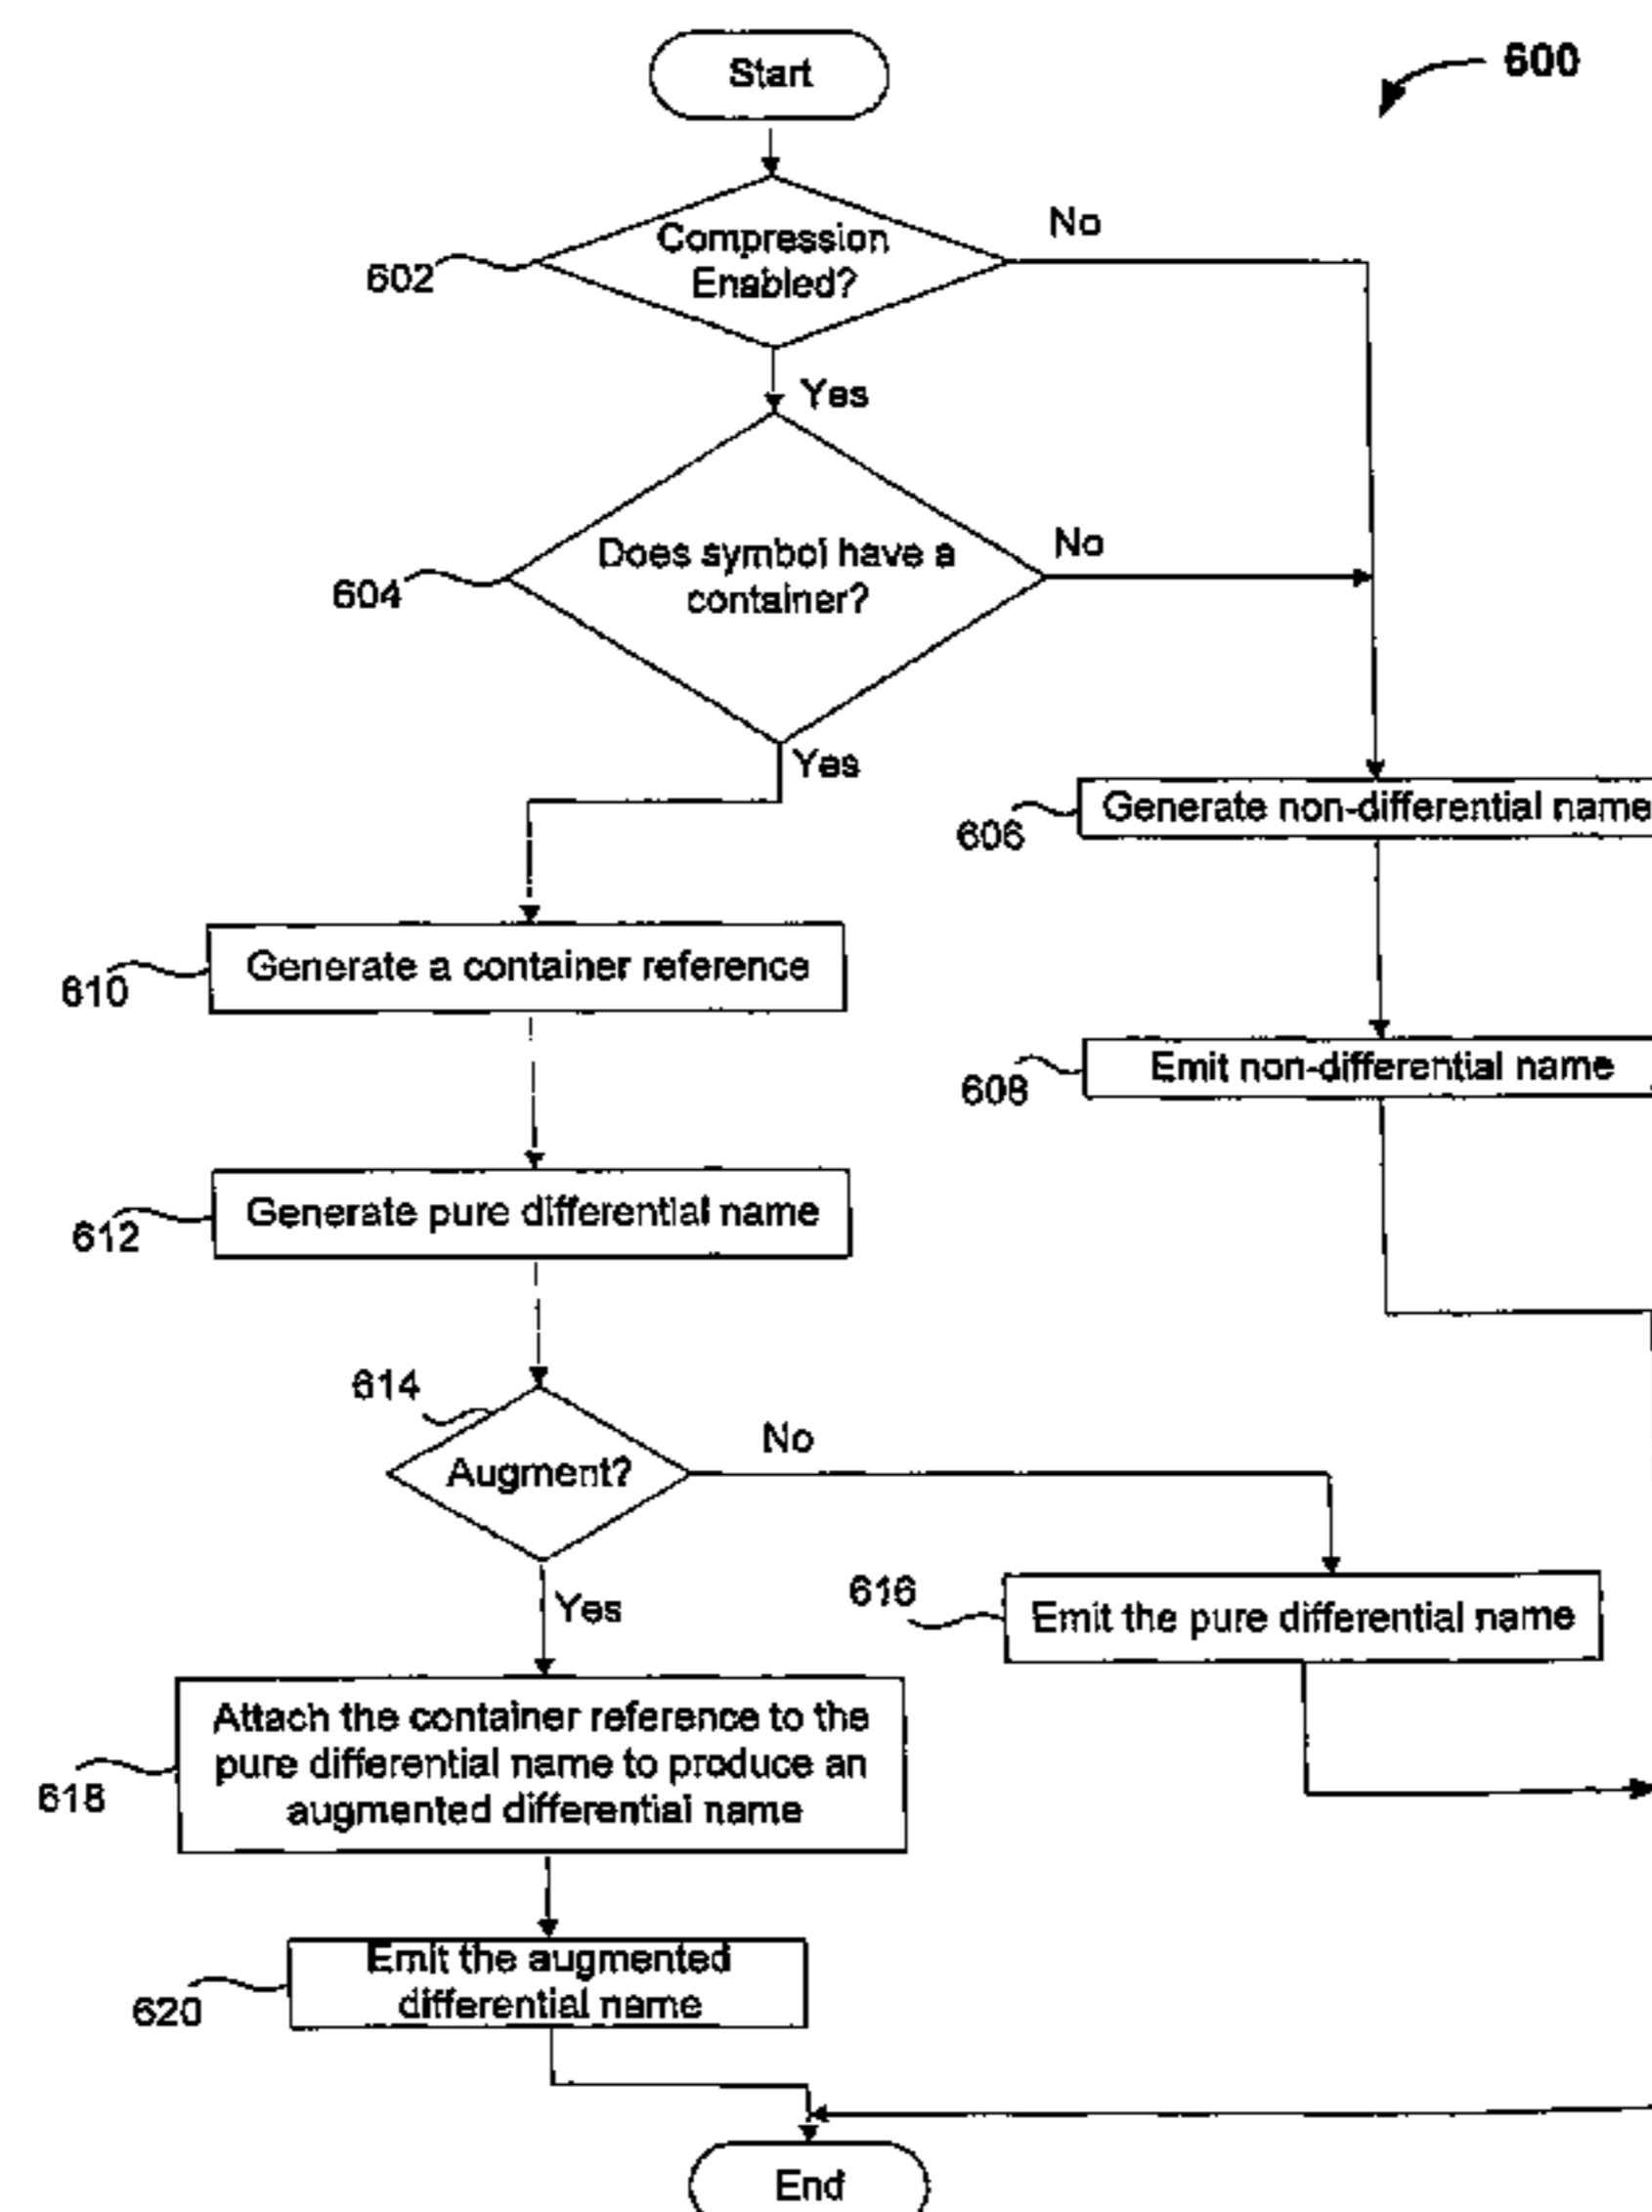 Start
600
Compression
Enabled?
No
602
Yes
Does symbol have a
container?
No
604
Yes
Generate non-differential name
606
Generate a container reference
610
Emit non-differential name
608
Generate pure differential name
612
614
Augment?
No
Yes
616
Emit the pure differential name
Attach the container reference to the
pure differential name to produce an
augmented differential name
618
Emit the augmented
differential name
620
End